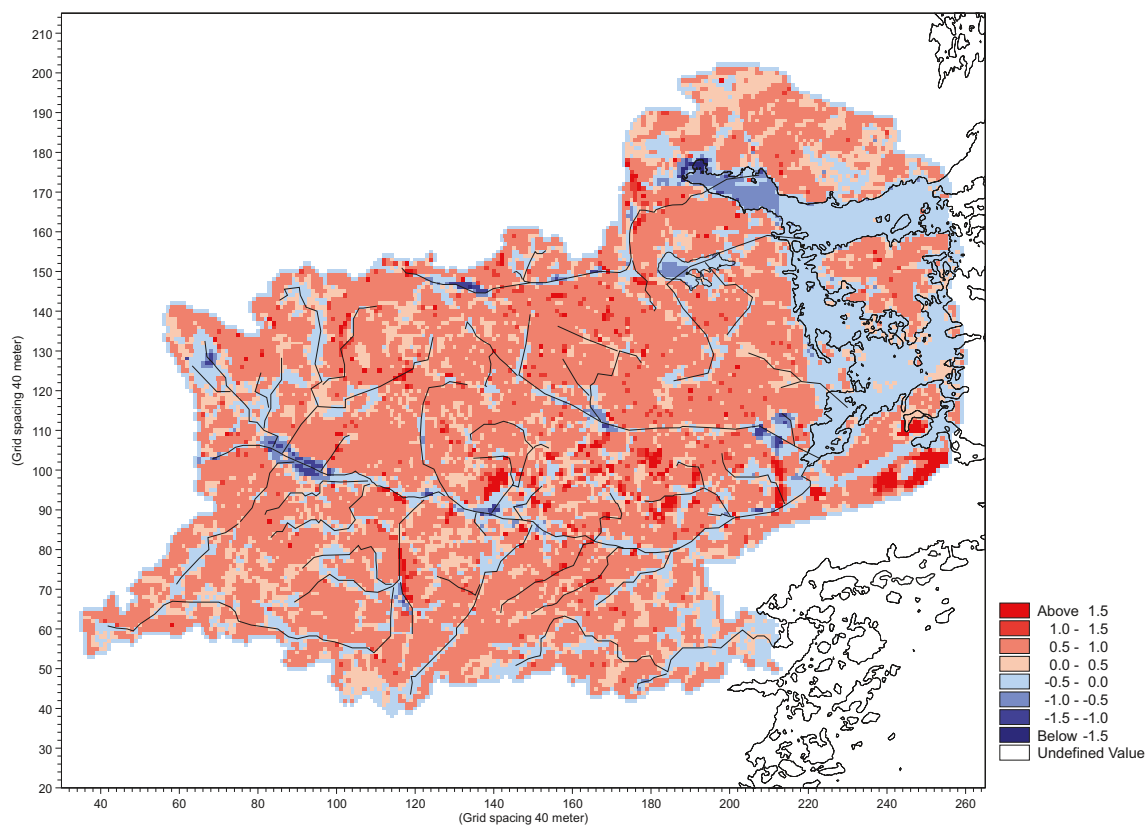 210
200
190
180
170
160
150
140
130
120
110
100
90
80
70
60
50
40
30
20
(Grid spacing 40 meter)
40 60 80 100 120 140 160 180 200 220 240 260
(Grid spacing 40 meter)
Above 1.5
1.0 - 1.5
0.5 - 1.0
0.0 - 0.5
-0.5 - 0.0
-1.0 - -0.5
-1.5 - -1.0
Below -1.5
Undefined Value